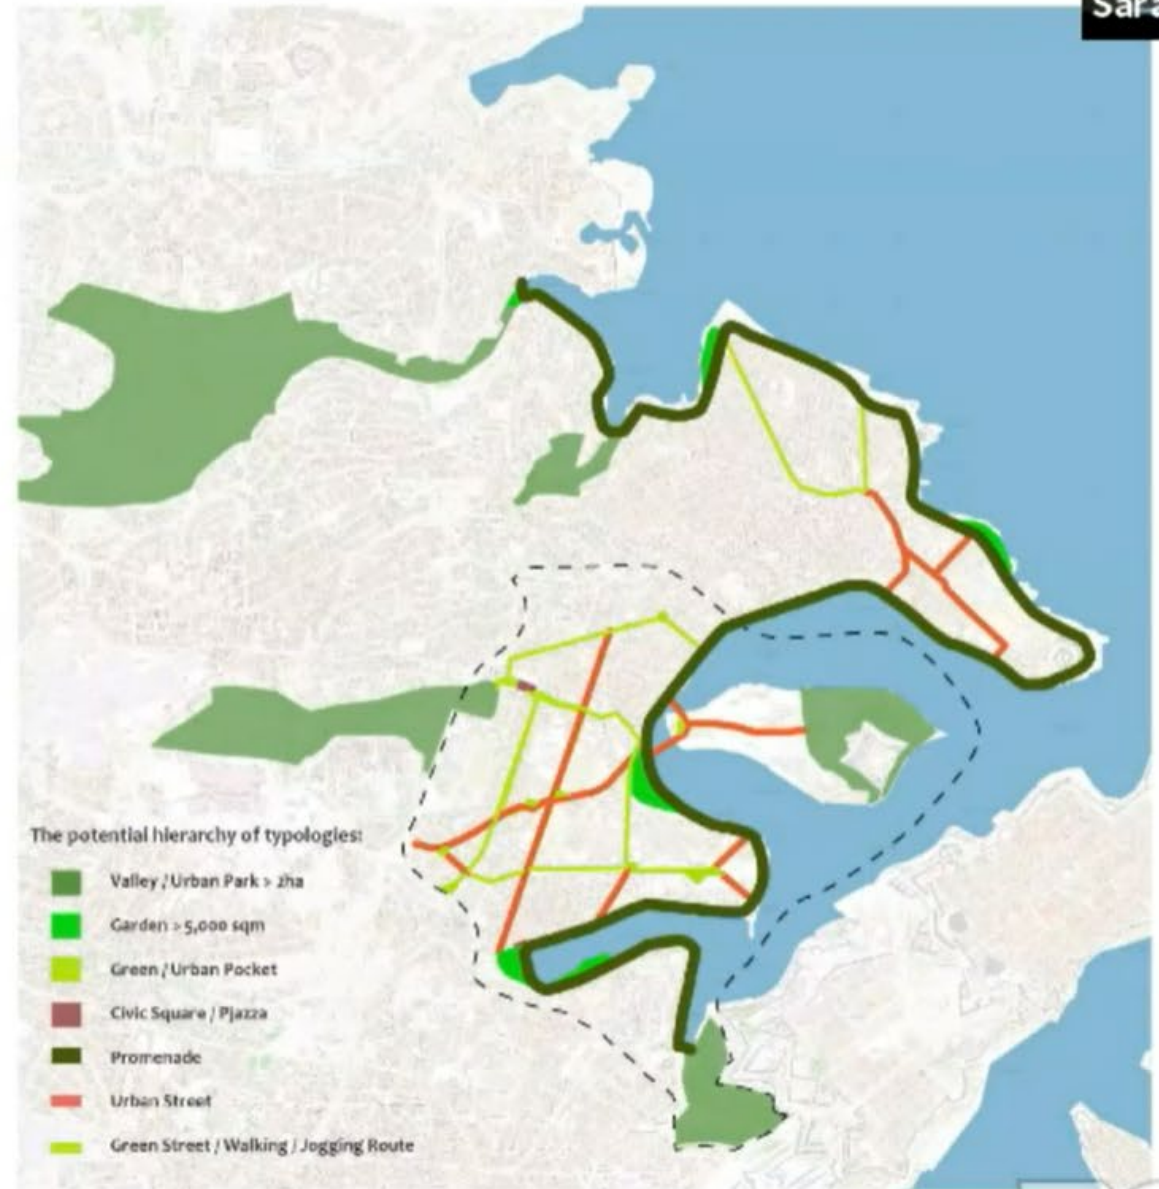 Sara
The potential hierarchy of typologies:
Valley / Urban Park > 2ha
Garden > 5,000 sqm
Green / Urban Pocket
Civic Square / Pjazza
Promenade
Urban Street
Green Street / Walking / Jogging Route